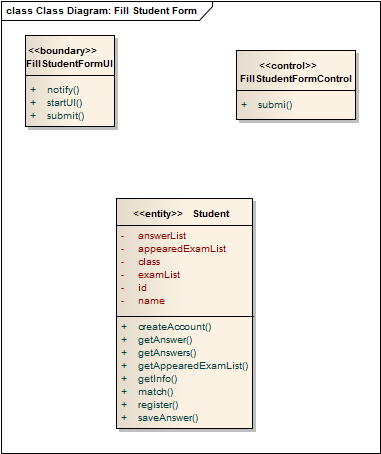 class Class Diagram: Fill Student Form
<<boundary>>
FillStudentFormUI
+ notify()
+ startUI()
+ submit()
<<control>>
FillStudentFormControl
+ submi()
<<entity>> Student
- answerList
- appearedExamList
- class
- examList
- id
- name
+ createAccount()
+ getAnswer()
+ getAnswers()
+ getAppearedExamList()
+ getInfo()
+ match()
+ register()
+ saveAnswer()